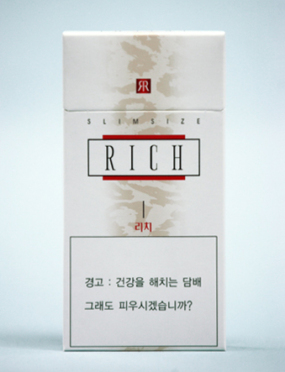 RR
SLIMSIZE
RICH
1
리치
경고 : 건강을 해치는 담배
그래도 피우시겠습니까?